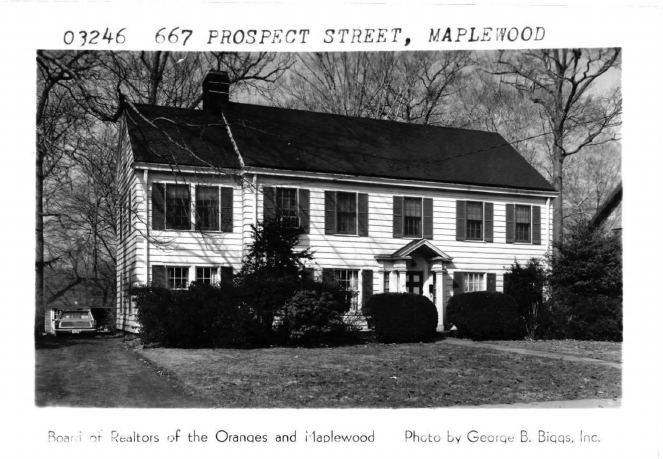 03246 667 PROSPECT STREET, MAPLEWOOD
Board of Realtors of the Oranges and Maplewood Photo by George B. Biggs, Inc.